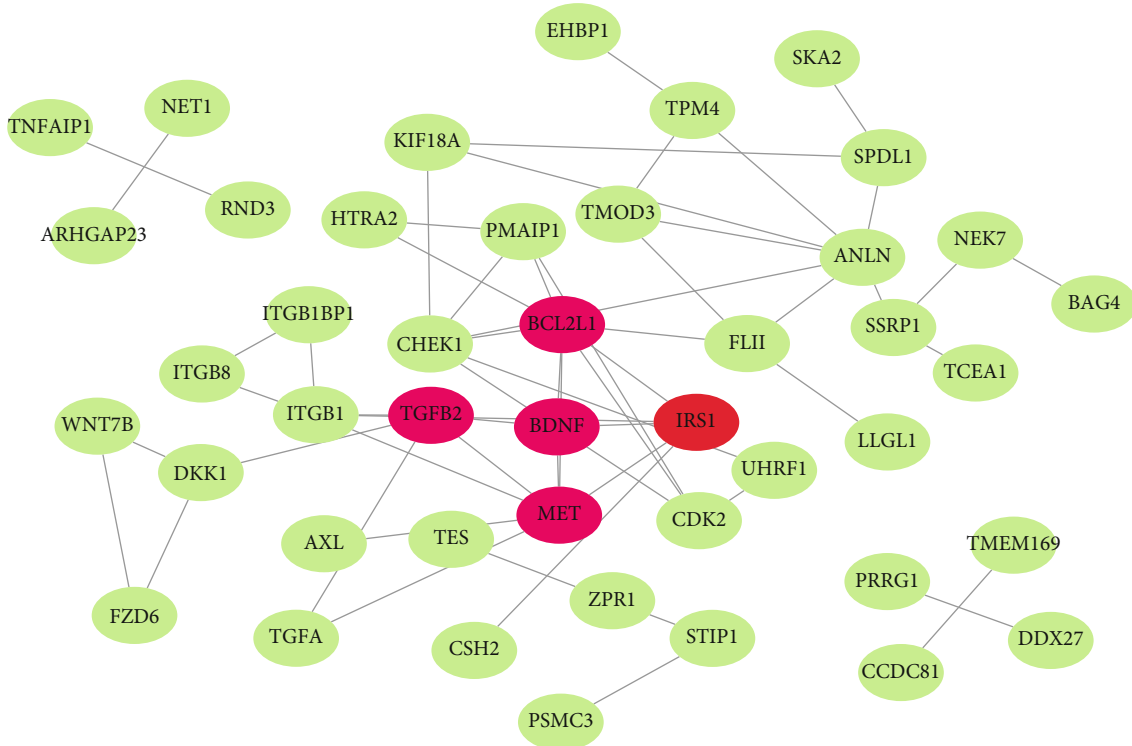 EHBP1
SKA2
NET1
TPM4
TNFAIP1
KIF18A
SPDL1
RND3
HTRA2
PMAIP1
TMOD3
ARHGAP23
ANLN
NEK7
BAG4
ITGB1BP1
BCL2L1
SSRP1
CHEK1
FLII
ITGB8
TCEA1
ITGB1
TGFB2
BDNF
IRS1
WNT7B
LLGL1
DKK1
UHRF1
MET
CDK2
AXL
TES
TMEM169
PRRG1
ZPR1
FZD6
TGFA
CSH2
STIP1
DDX27
CCDC81
PSMC3